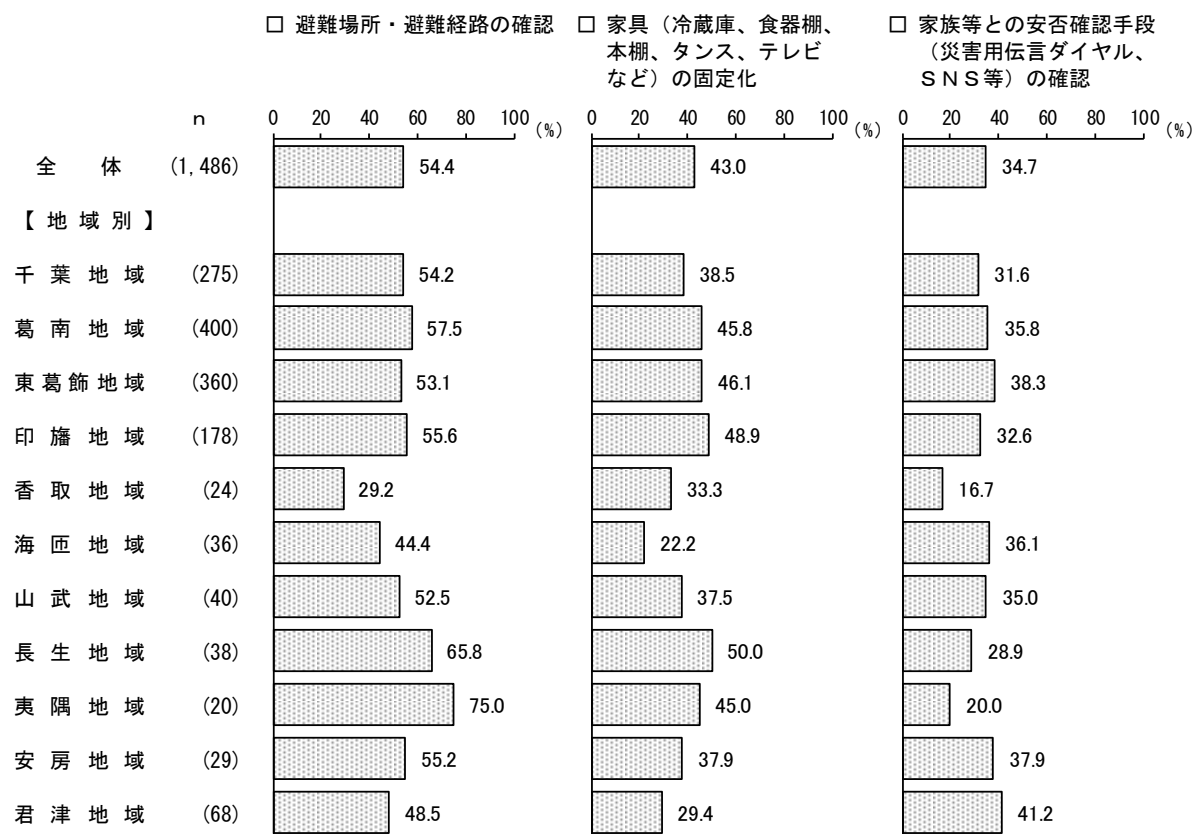 □ 避難場所・避難経路の確認
□ 家具（冷蔵庫、食器棚、
本棚、タンス、テレビ
など）の固定化
□ 家族等との安否確認手段
（災害用伝言ダイヤル、
ＳＮＳ等）の確認
ｎ
0 20 40 60 80 100 (%)
0 20 40 60 80 100 (%)
0 20 40 60 80 100 (%)
全体 (1,486) 54.4 43.0 34.7
【地域別】
千葉地域 (275) 54.2 38.5 31.6
葛南地域 (400) 57.5 45.8 35.8
東葛飾地域 (360) 53.1 46.1 38.3
印旛地域 (178) 55.6 48.9 32.6
香取地域 (24) 29.2 33.3 16.7
海匝地域 (36) 44.4 22.2 36.1
山武地域 (40) 52.5 37.5 35.0
長生地域 (38) 65.8 50.0 28.9
夷隅地域 (20) 75.0 45.0 20.0
安房地域 (29) 55.2 37.9 37.9
君津地域 (68) 48.5 29.4 41.2